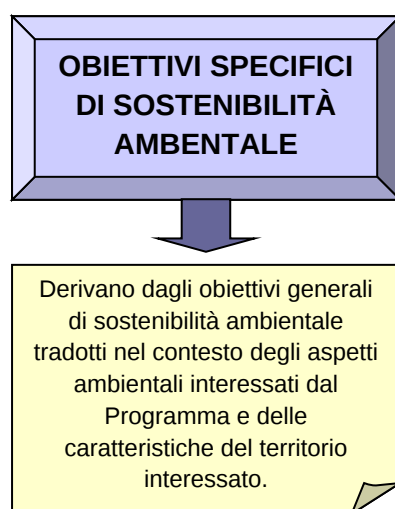 OBIETTIVI SPECIFICI
DI SOSTENIBILITÀ
AMBENTALE
Derivano dagli obiettivi generali
di sostenibilità ambientale
tradotti nel contesto degli aspetti
ambientali interessati dal
Programma e delle
caratteristiche del territorio
interessato.